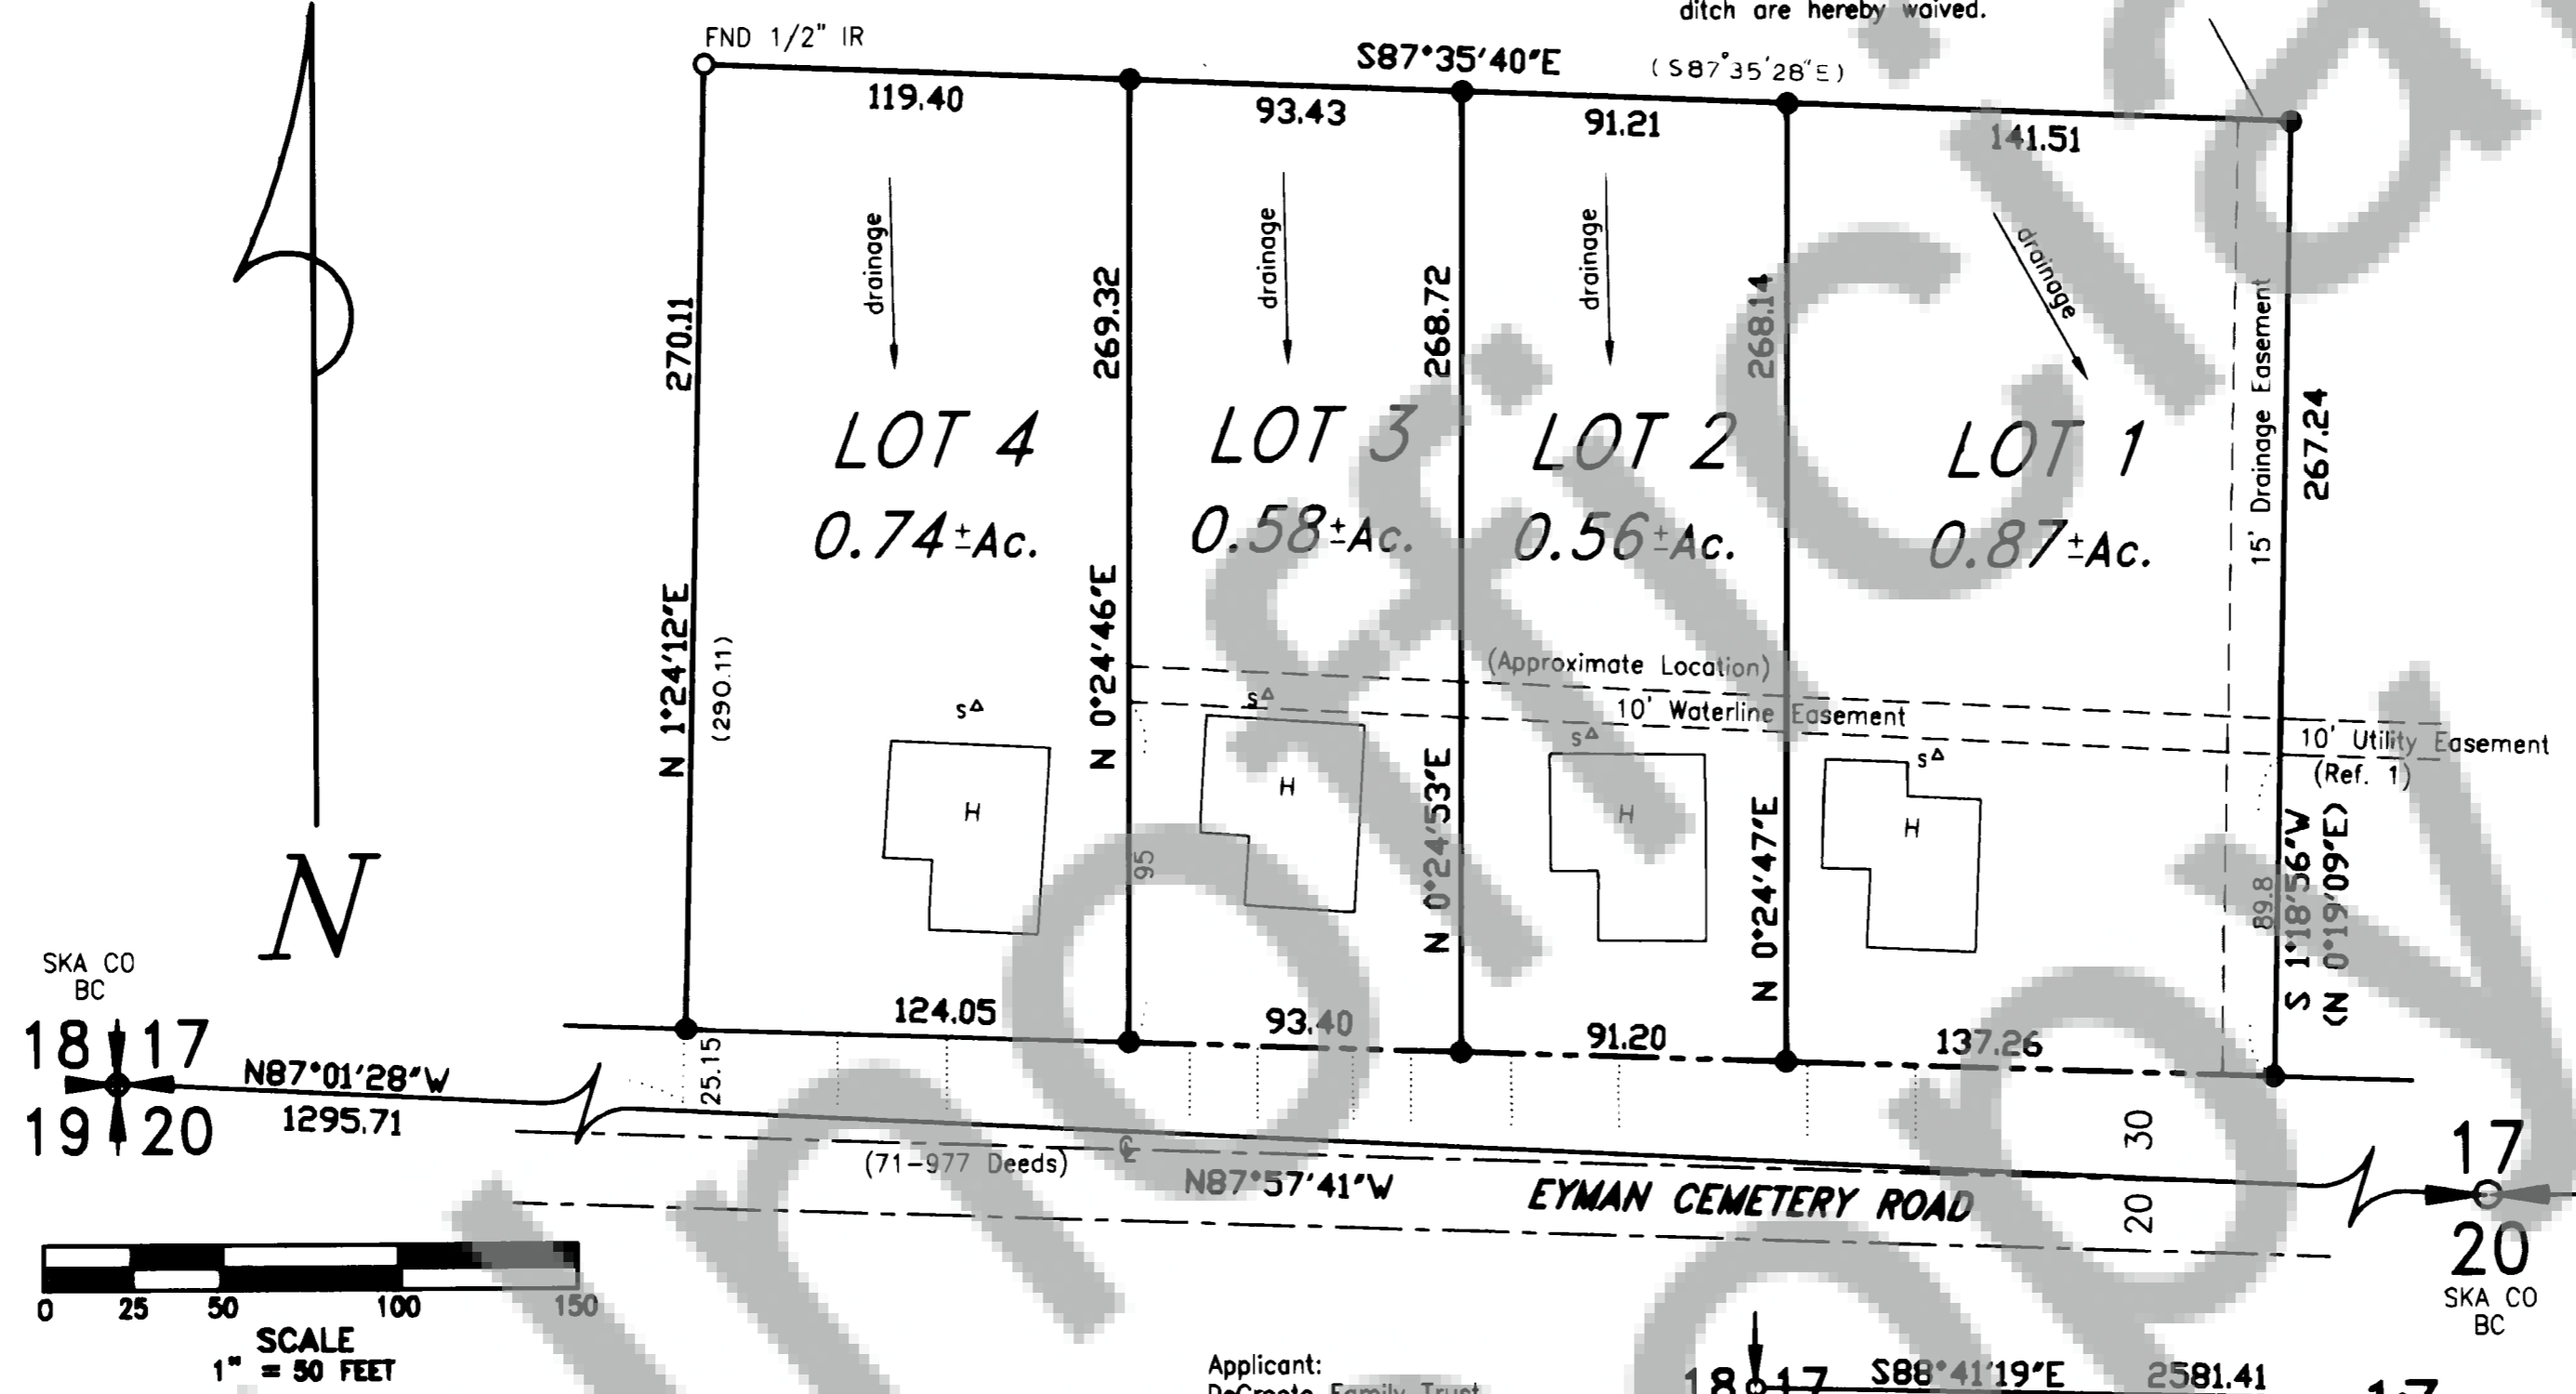 ditch are hereby waived.
FND 1/2" IR
S87°35'40"E
(S87°35'28"E)
119.40
93.43
91.21
141.51
drainage
drainage
drainage
drainage
270.11
269.32
268.72
268.14
267.24
15' Drainage Easement
LOT 4
LOT 3
LOT 2
LOT 1
0.74±Ac.
0.58±Ac.
0.56±Ac.
0.87±Ac.
N 1°24'12"E
(290.11)
N 0°24'46"E
N 0°24'53"E
N 0°24'47"E
(Approximate Location)
10' Waterline Easement
10' Utility Easement
(Ref. 1)
S 1°18'56"W
(N 0°19'09"E)
S
S
S
S
H
H
H
H
95
89.8
N
SKA CO
BC
18 17
19 20
N87°01'28"W
1295.71
124.05
93.40
91.20
137.26
25.15
(71-977 Deeds)
N87°57'41"W
EYMAN CEMETERY ROAD
30
20
17
20
SKA CO
BC
0 25 50 100 150
SCALE
1" = 50 FEET
Applicant:
DeGroote Family Trust
18 17
S88°41'19"E 2581.41
17